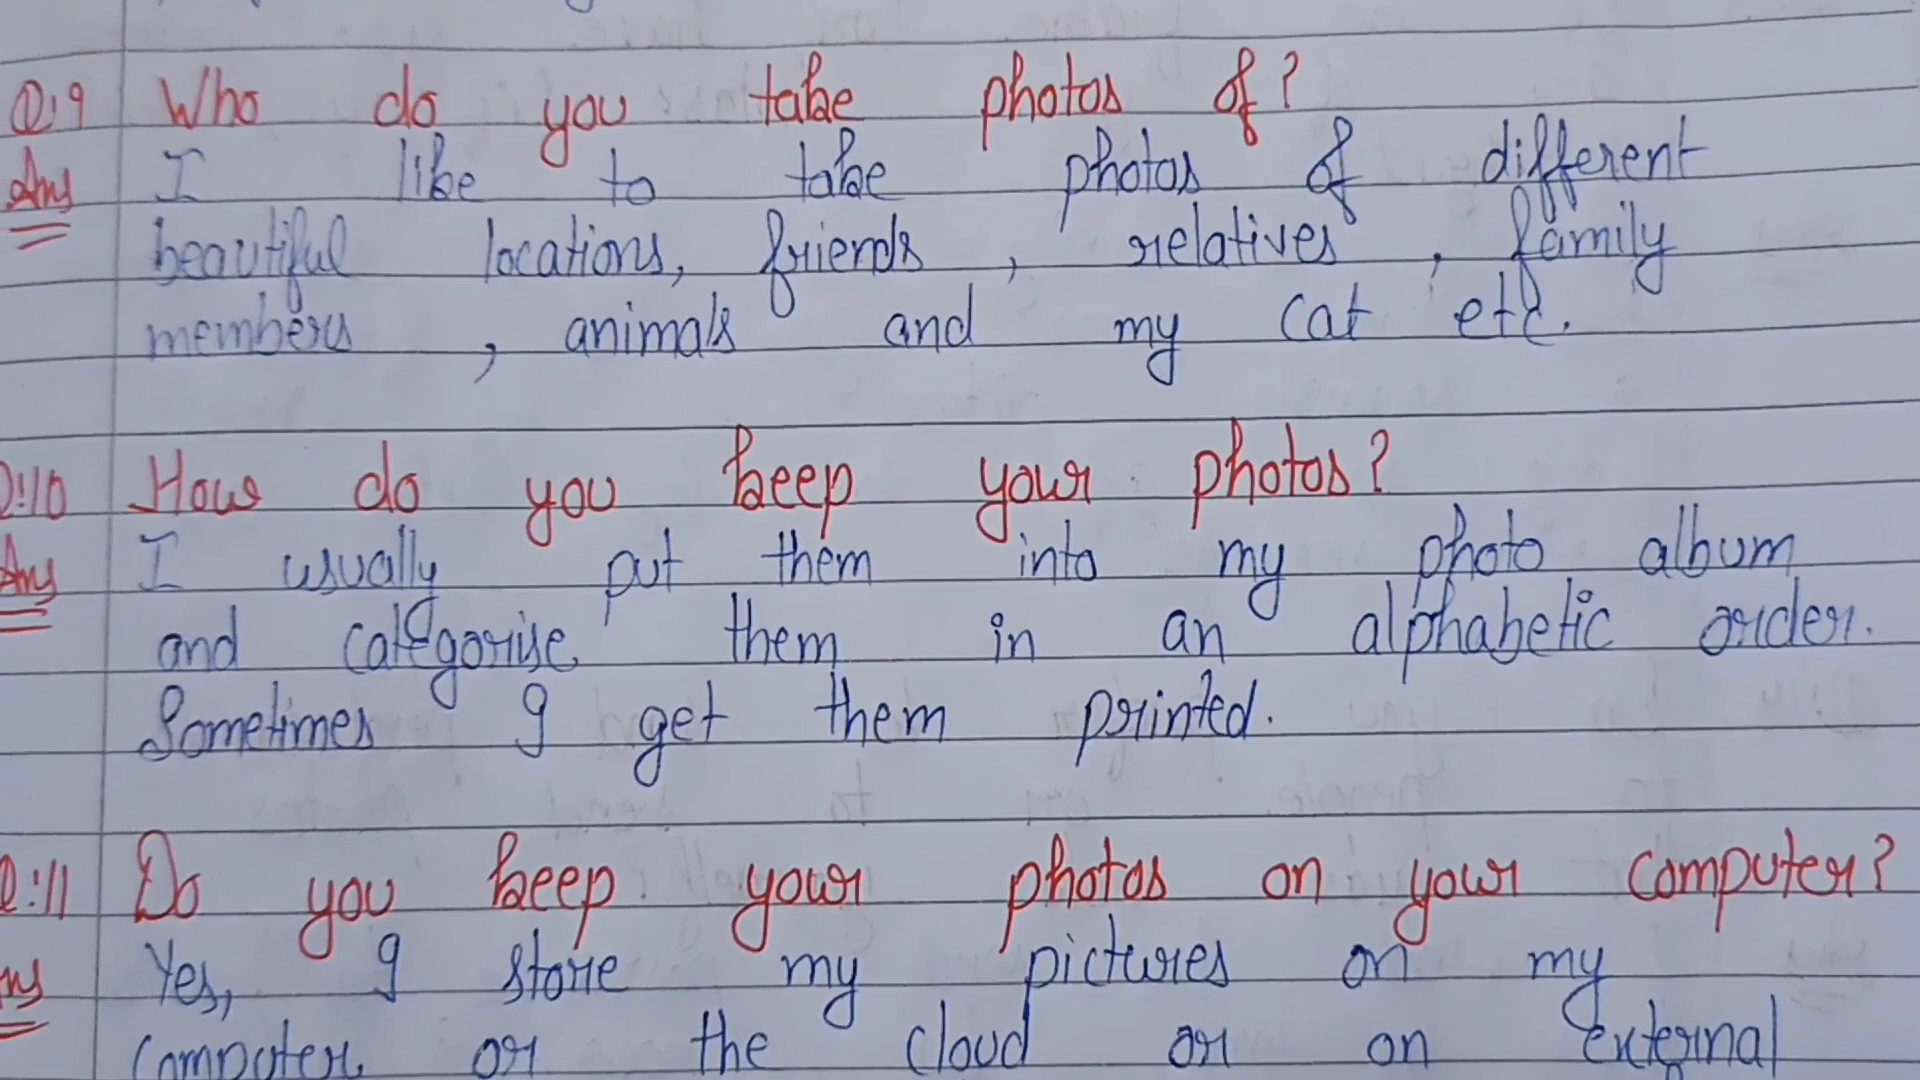 Q:9 Who do you take photos of?
Ans I like to take photos of different
beautiful locations, friends, relatives, family
members, animals and my cat etc.
Q:10 How do you keep your photos?
Ans I usually put them into my photo album
and categorise them in an alphabetic order.
Sometimes I get them printed.
Q:11 Do you keep your photos on your computer?
Ans Yes, I store my pictures on my
computer or the cloud or on external